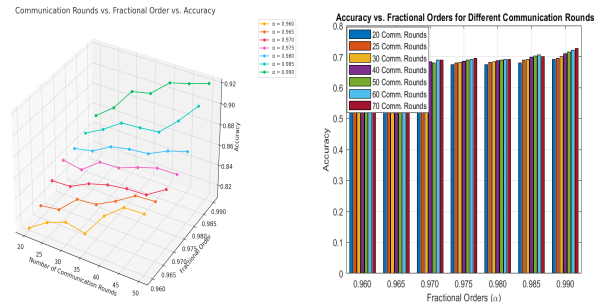 Communication Rounds vs. Fractional Order vs. Accuracy
α = 0.960
α = 0.965
α = 0.970
α = 0.975
α = 0.980
α = 0.985
α = 0.990
0.92
0.90
0.88
0.86
0.84
0.82
Accuracy
20
25
30
35
40
45
50
Number of Communication Rounds
0.960
0.965
0.970
0.975
0.980
0.985
0.990
Fractional Order
Accuracy vs. Fractional Orders for Different Communication Rounds
20 Comm. Rounds
25 Comm. Rounds
30 Comm. Rounds
40 Comm. Rounds
50 Comm. Rounds
60 Comm. Rounds
70 Comm. Rounds
0.8
0.7
0.6
0.5
0.4
0.3
0.2
0.1
0
Accuracy
0.960 0.965 0.970 0.975 0.980 0.985 0.990
Fractional Orders (α)